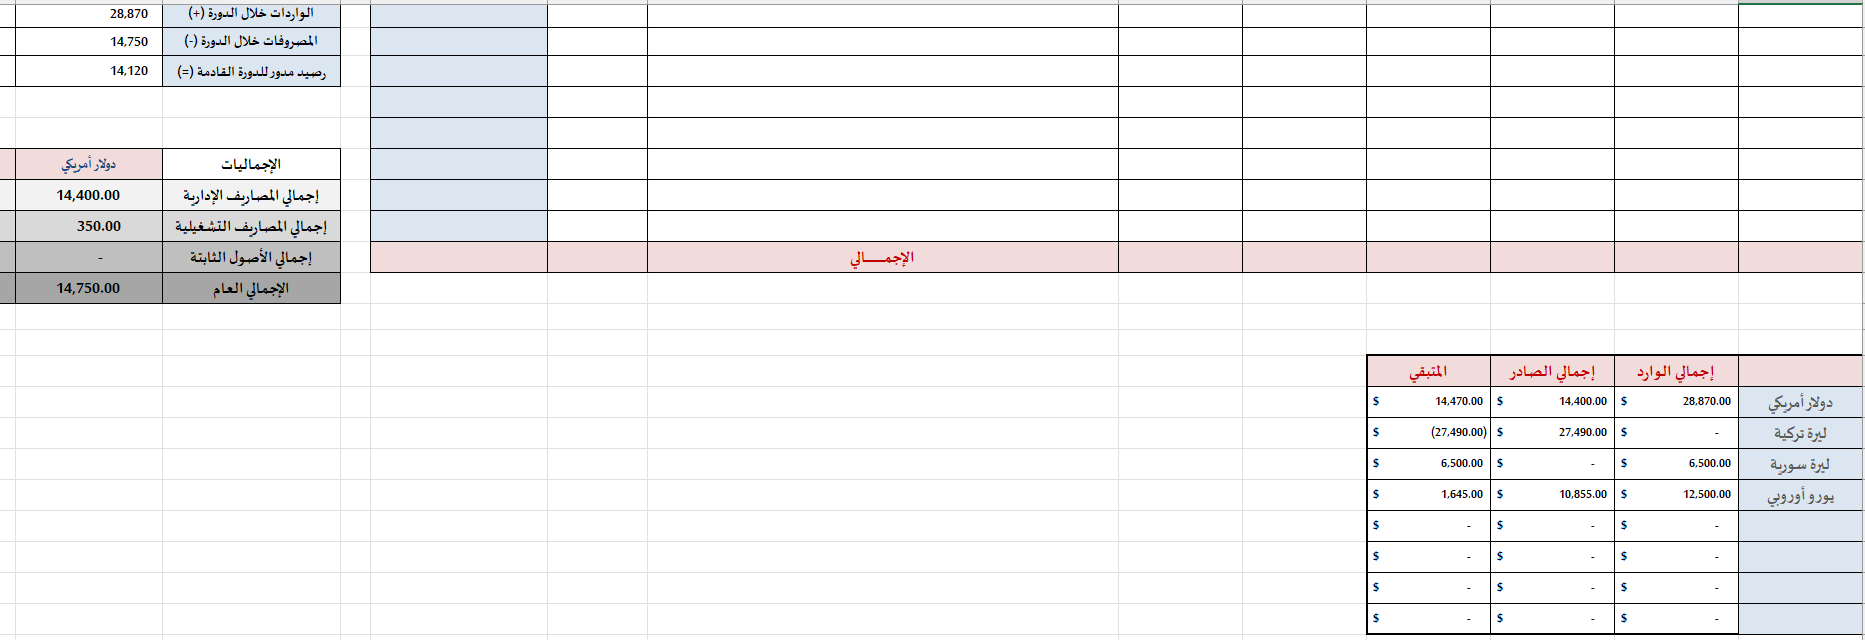 الواردات خلال الدورة (+) 28,870
المصروفات خلال الدورة (-) 14,750
رصيد مدور للدورة القادمة (=) 14,120
الإجماليات دولار أمريكي
إجمالي المصاريف الإدارية 14,400.00
إجمالي المصاريف التشغيلية 350.00
إجمالي الأصول الثابتة -
الإجمالي العام 14,750.00
الإجمـــــالي
إجمالي الوارد إجمالي الصادر المتبقي
دولار أمريكي $ 28,870.00 $ 14,400.00 $ 14,470.00
ليرة تركية $ - $ 27,490.00 $ (27,490.00)
ليرة سورية $ 6,500.00 $ - $ 6,500.00
يورو أوروبي $ 12,500.00 $ 10,855.00 $ 1,645.00
$ - $ - $ -
$ - $ - $ -
$ - $ - $ -
$ - $ - $ -